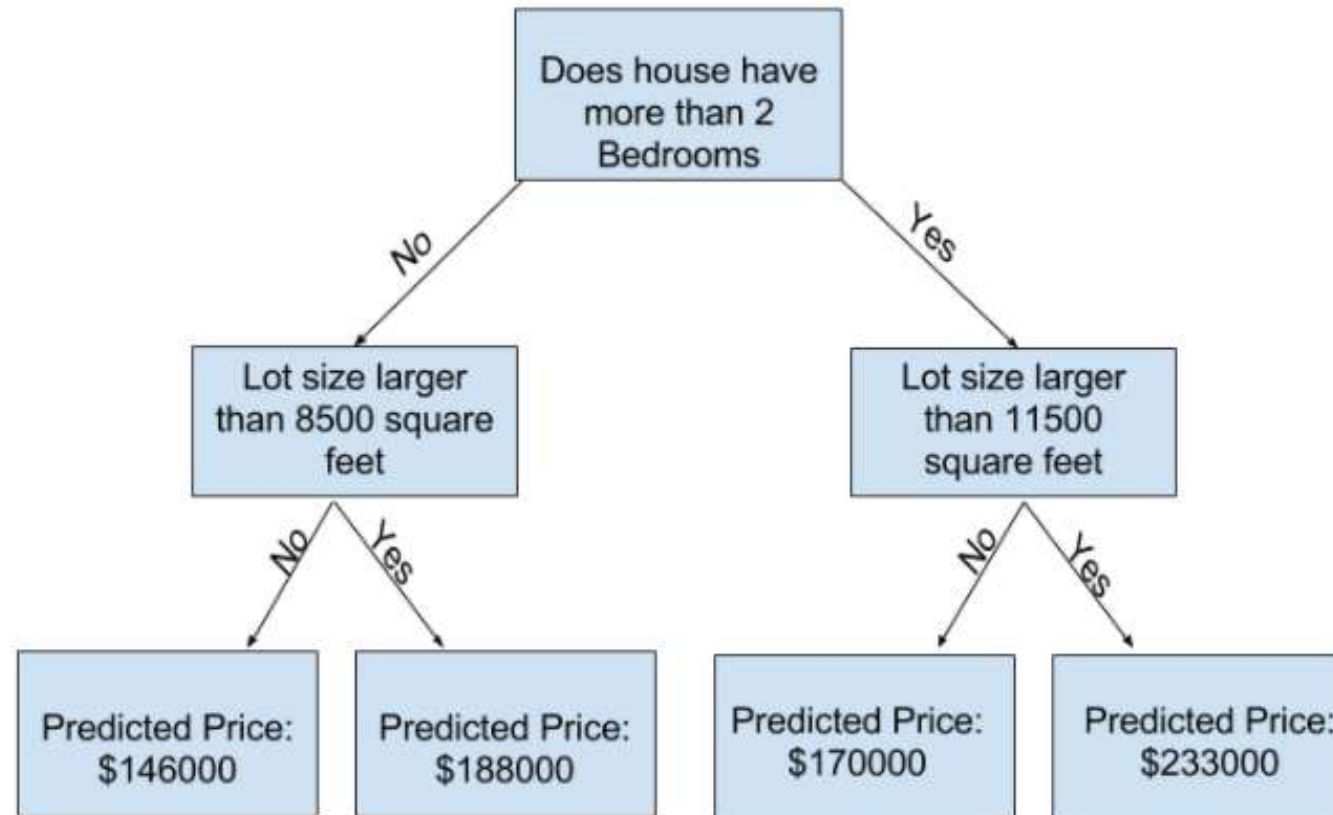 Does house have
more than 2
Bedrooms
No
Yes
Lot size larger
than 8500 square
feet
Lot size larger
than 11500
square feet
No
Yes
No
Yes
Predicted Price:
$146000
Predicted Price:
$188000
Predicted Price:
$170000
Predicted Price:
$233000